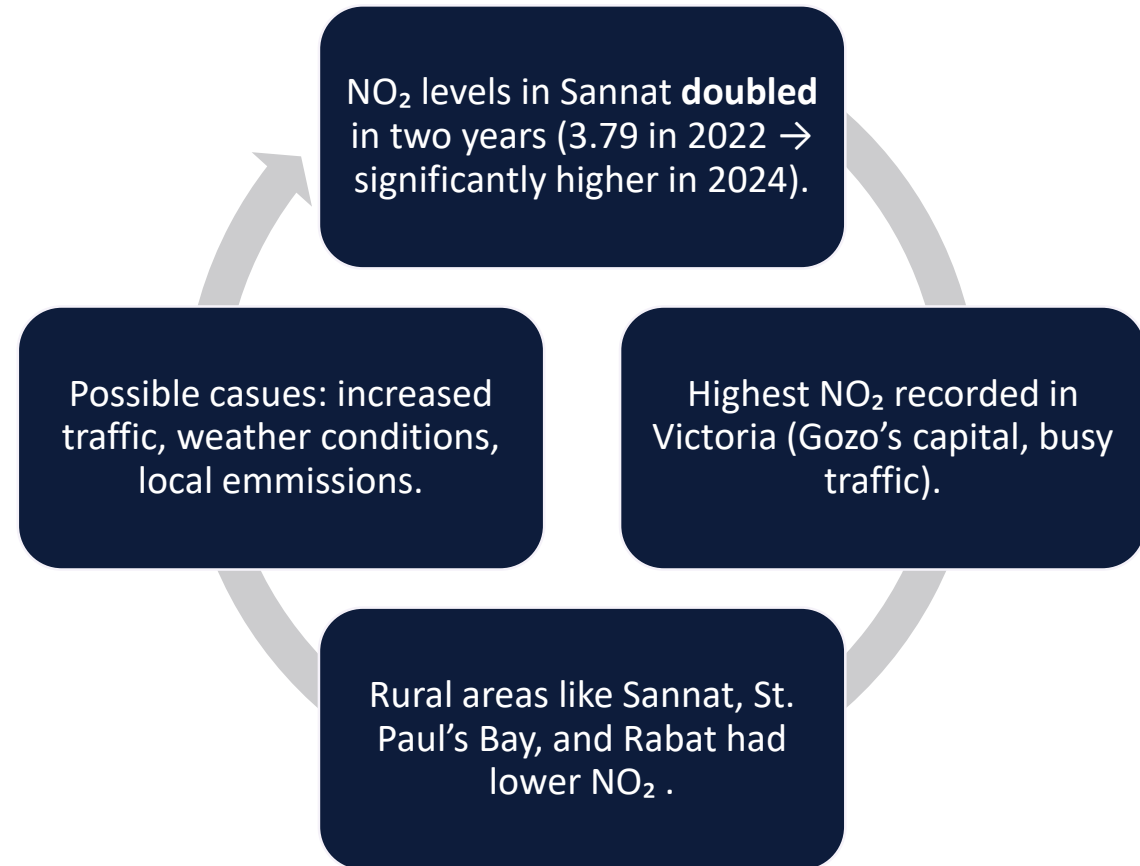 NO₂ levels in Sannat doubled
in two years (3.79 in 2022 →
significantly higher in 2024).
Highest NO₂ recorded in
Victoria (Gozo’s capital, busy
traffic).
Rural areas like Sannat, St.
Paul’s Bay, and Rabat had
lower NO₂ .
Possible casues: increased
traffic, weather conditions,
local emmissions.